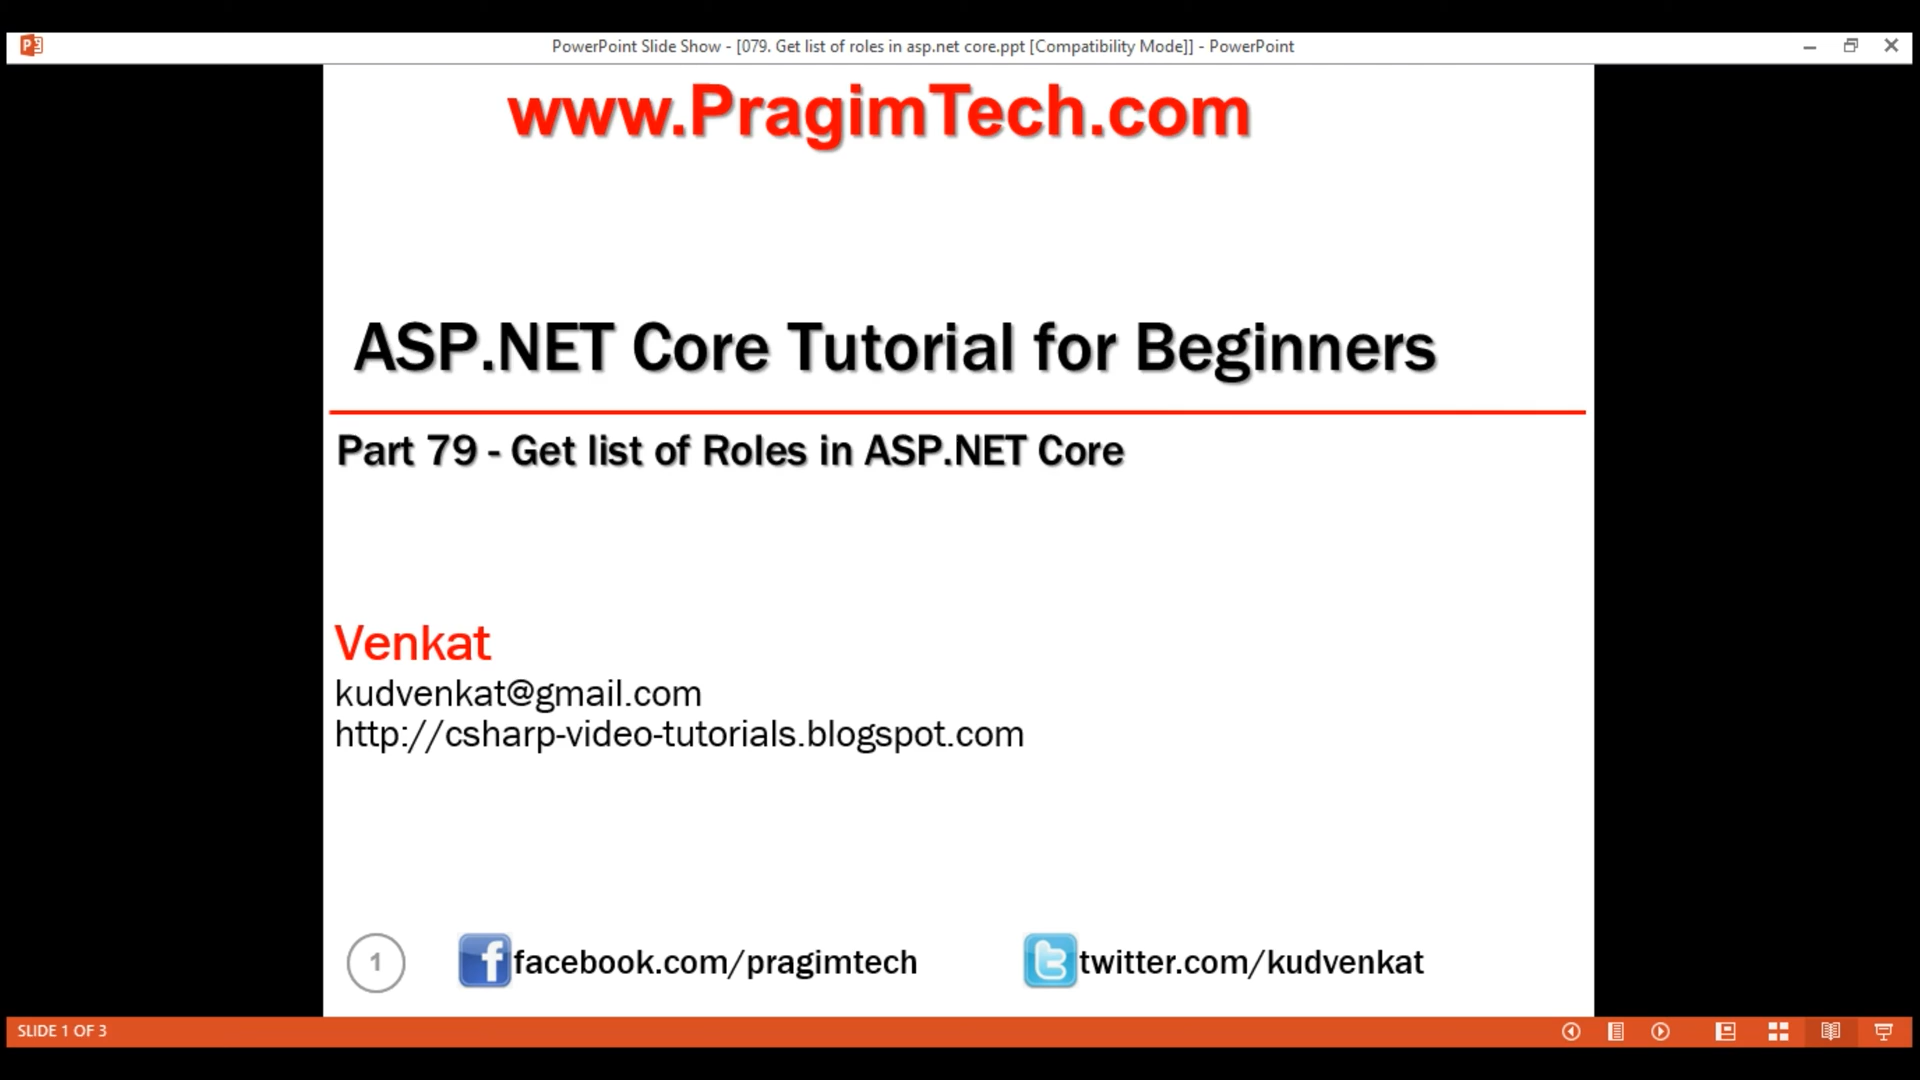 PowerPoint Slide Show - [079. Get list of roles in asp.net core.ppt [Compatibility Mode]] - PowerPoint
www.PragimTech.com
ASP.NET Core Tutorial for Beginners
Part 79 - Get list of Roles in ASP.NET Core
Venkat
kudvenkat@gmail.com
http://csharp-video-tutorials.blogspot.com
1
facebook.com/pragimtech
twitter.com/kudvenkat
SLIDE 1 OF 3